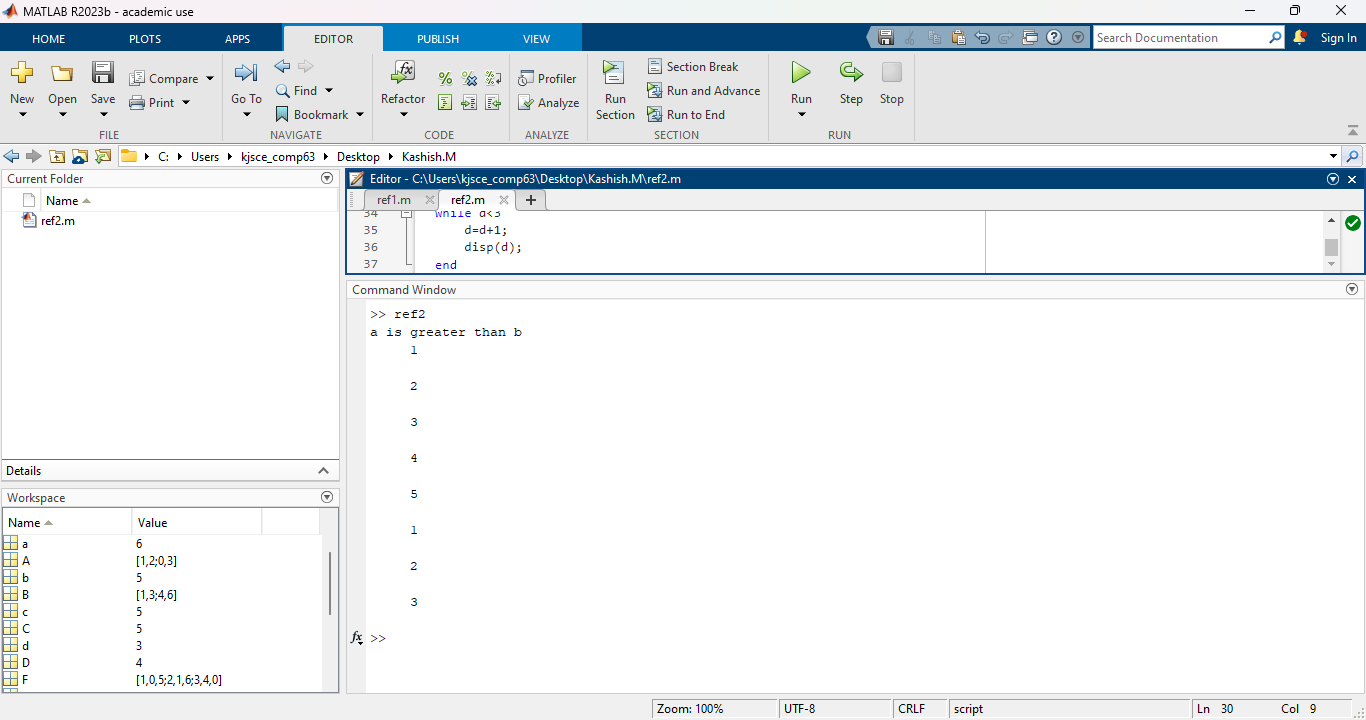 MATLAB R2023b - academic use
HOME PLOTS APPS EDITOR PUBLISH VIEW Search Documentation Sign In
New Open Save Compare Print
FILE
Go To Find Bookmark
NAVIGATE
Refactor
CODE
Profiler
Analyze
ANALYZE
Run Section
Section Break
Run and Advance
Run to End
SECTION
Run Step Stop
RUN
C: Users kjsce_comp63 Desktop Kashish.M
Current Folder
Name
ref2.m
Details
Workspace
Name Value
a 6
A [1,2;0,3]
b 5
B [1,3;4,6]
c 5
C 5
d 3
D 4
F [1,0,5;2,1,6;3,4,0]
Editor - C:\Users\kjsce_comp63\Desktop\Kashish.M\ref2.m
ref1.m ref2.m
34 while d<3
35 d=d+1;
36 disp(d);
37 end
Command Window
>> ref2
a is greater than b
1
2
3
4
5
1
2
3
fx >>
Zoom: 100% UTF-8 CRLF script Ln 30 Col 9